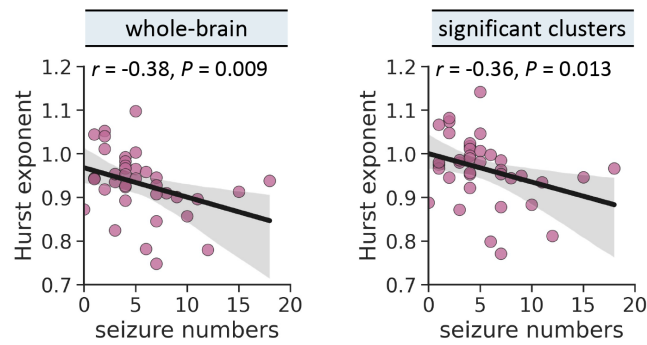 whole-brain
r = -0.38, P = 0.009
1.2
1.1
1.0
0.9
0.8
0.7
Hurst exponent
0 5 10 15 20
seizure numbers
significant clusters
r = -0.36, P = 0.013
1.2
1.1
1.0
0.9
0.8
0.7
Hurst exponent
0 5 10 15 20
seizure numbers